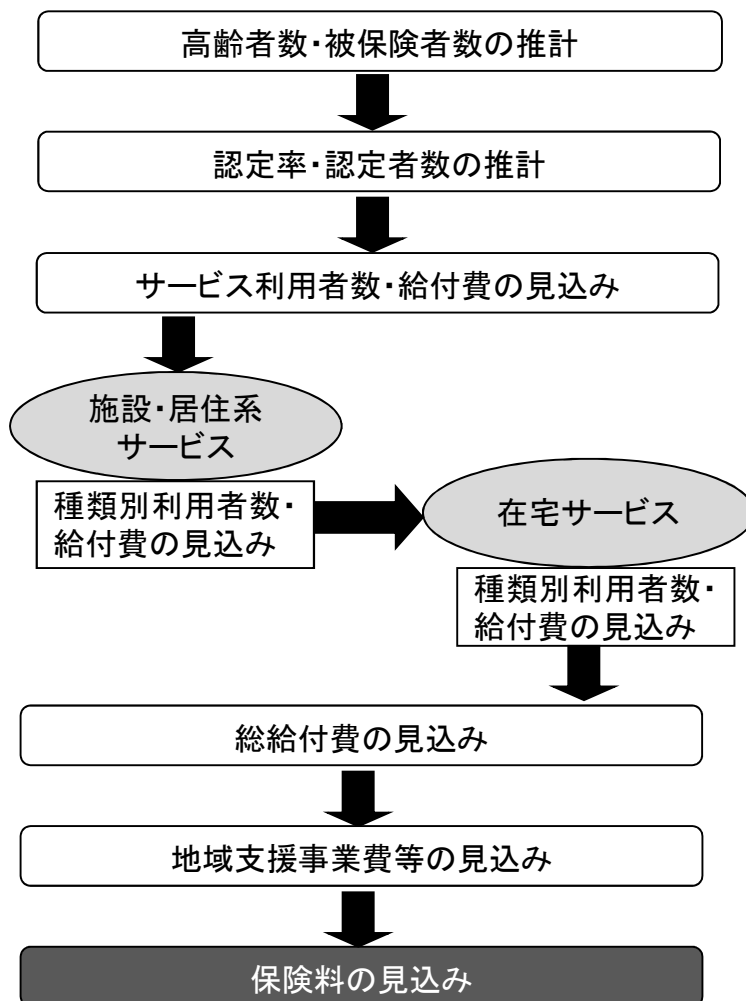 高齢者数・被保険者数の推計
認定率・認定者数の推計
サービス利用者数・給付費の見込み
施設・居住系
サービス
種類別利用者数・
給付費の見込み
在宅サービス
種類別利用者数・
給付費の見込み
総給付費の見込み
地域支援事業費等の見込み
保険料の見込み